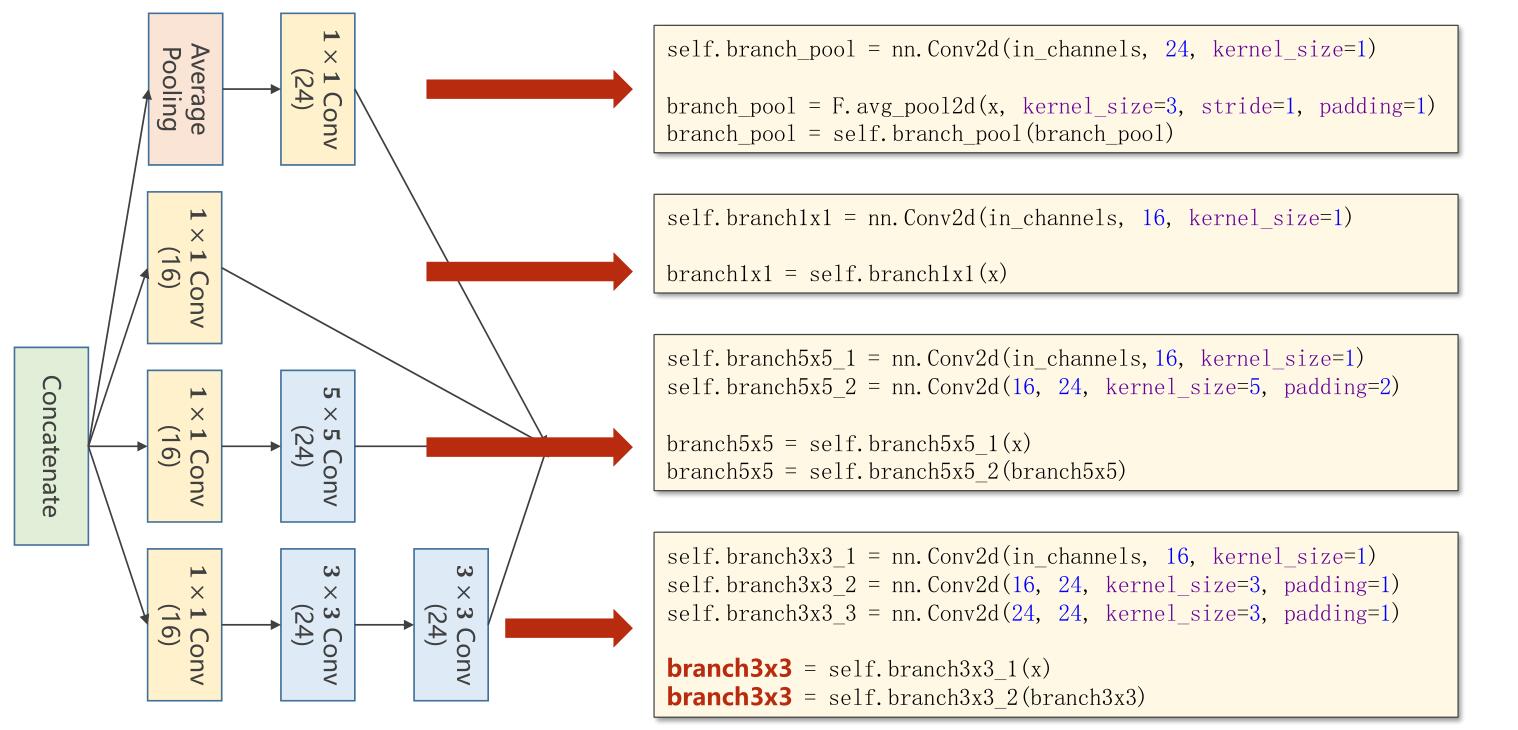 Average
Pooling
1×1 Conv
(24)
1×1 Conv
(16)
Concatenate
1×1 Conv
(16)
5×5 Conv
(24)
1×1 Conv
(16)
3×3 Conv
(24)
3×3 Conv
(24)
self.branch_pool = nn.Conv2d(in_channels, 24, kernel_size=1)
branch_pool = F.avg_pool2d(x, kernel_size=3, stride=1, padding=1)
branch_pool = self.branch_pool(branch_pool)
self.branch1x1 = nn.Conv2d(in_channels, 16, kernel_size=1)
branch1x1 = self.branch1x1(x)
self.branch5x5_1 = nn.Conv2d(in_channels,16, kernel_size=1)
self.branch5x5_2 = nn.Conv2d(16, 24, kernel_size=5, padding=2)
branch5x5 = self.branch5x5_1(x)
branch5x5 = self.branch5x5_2(branch5x5)
self.branch3x3_1 = nn.Conv2d(in_channels, 16, kernel_size=1)
self.branch3x3_2 = nn.Conv2d(16, 24, kernel_size=3, padding=1)
self.branch3x3_3 = nn.Conv2d(24, 24, kernel_size=3, padding=1)
branch3x3 = self.branch3x3_1(x)
branch3x3 = self.branch3x3_2(branch3x3)